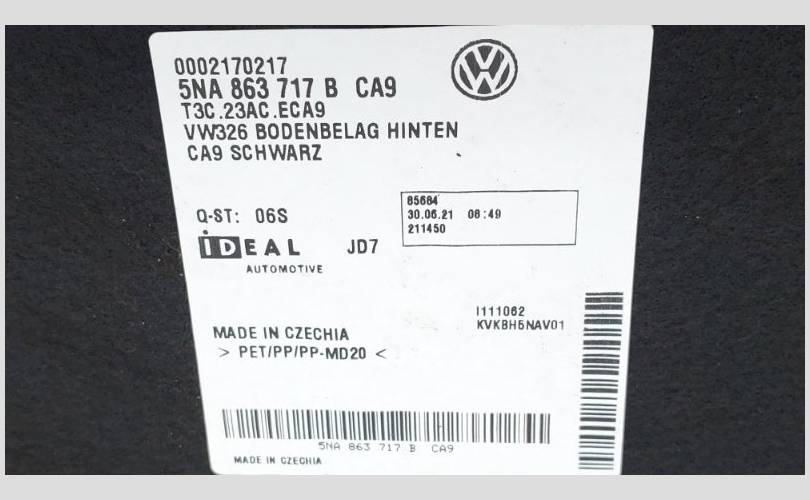 0002170217
5NA 863 717 B CA9
T3C.23AC.ECA9
VW326 BODENBELAG HINTEN
CA9 SCHWARZ
Q-ST: 06S
85684
30.06.21 08:49
211450
IDEAL JD7
AUTOMOTIVE
I111062
KVKBH5NAV01
MADE IN CZECHIA
> PET/PP/PP-MD20 <
5NA 863 717 B CA9
MADE IN CZECHIA